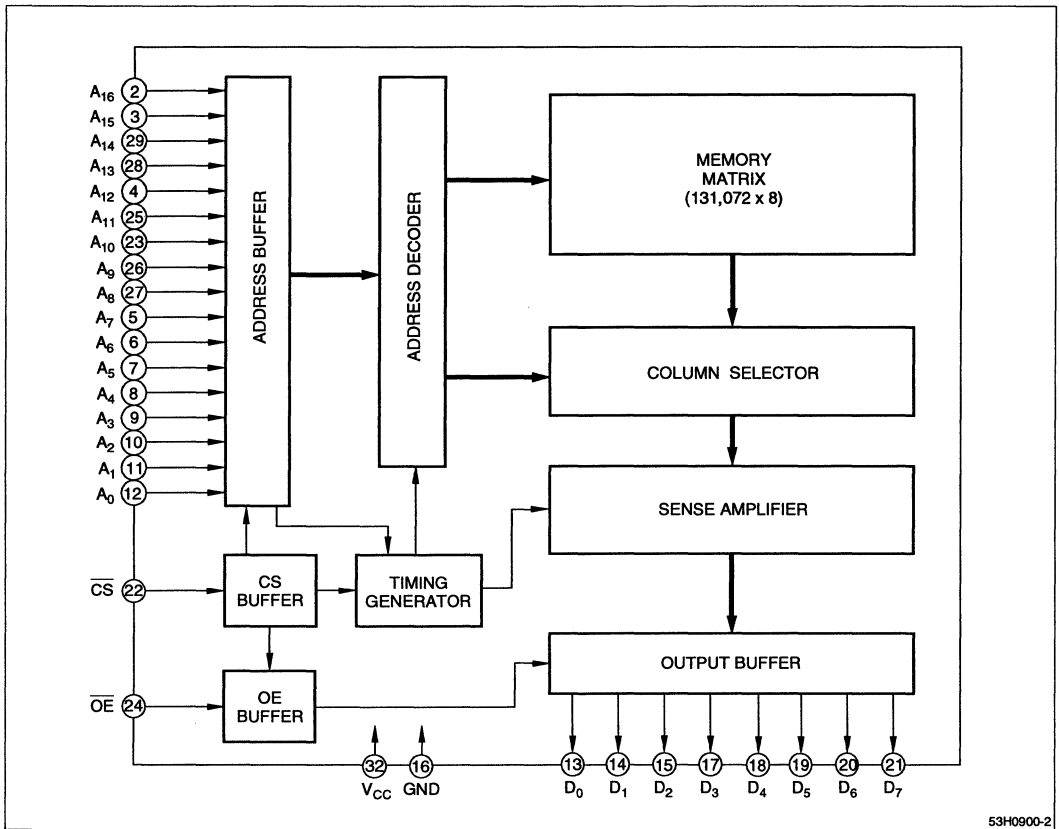 A16 2
A15 3
A14 29
A13 28
A12 4
A11 25
A10 23
A9 26
A8 27
A7 5
A6 6
A5 7
A4 8
A3 9
A2 10
A1 11
A0 12
CS 22
OE 24
ADDRESS BUFFER
ADDRESS DECODER
MEMORY
MATRIX
(131,072 x 8)
COLUMN SELECTOR
SENSE AMPLIFIER
CS
BUFFER
TIMING
GENERATOR
OE
BUFFER
OUTPUT BUFFER
32 16 13 14 15 17 18 19 20 21
VCC GND D0 D1 D2 D3 D4 D5 D6 D7
53H0900-2